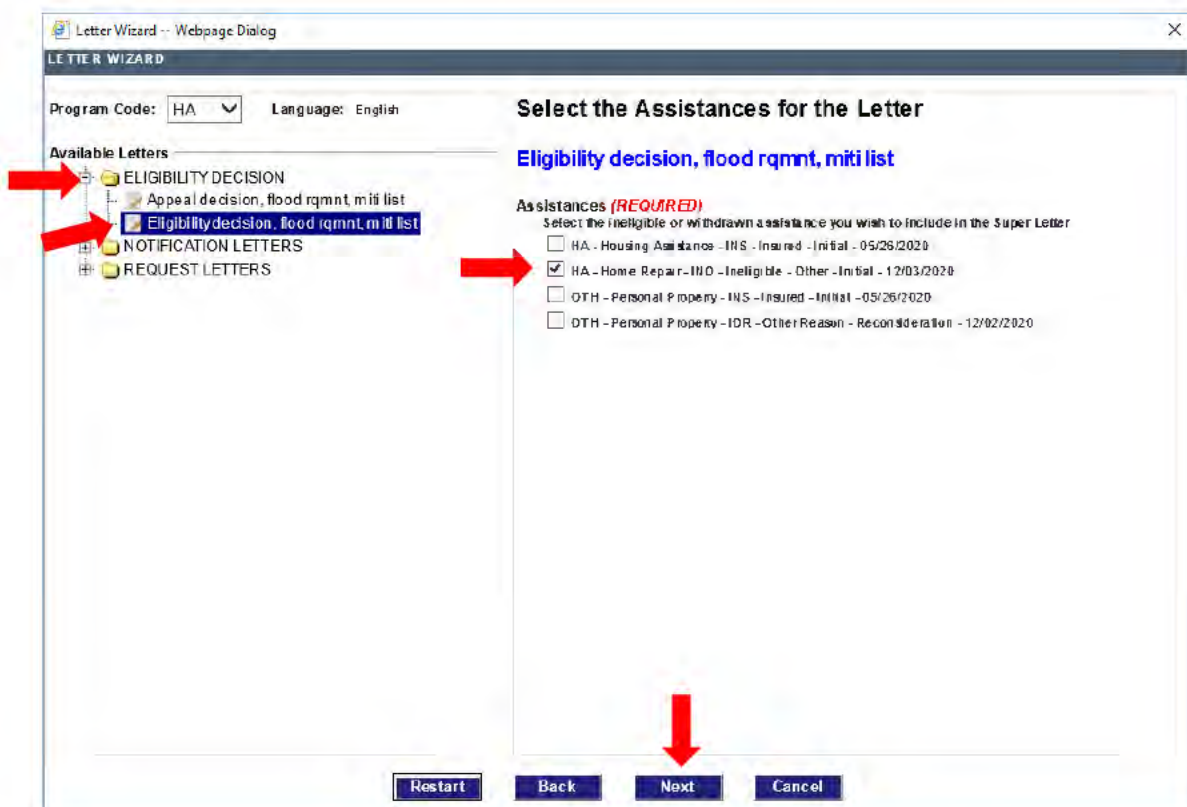 Letter Wizard -- Webpage Dialog
LETTER WIZARD
Program Code: HA Language: English
Available Letters
ELIGIBILITY DECISION
Appeal decision, flood rqmnt, miti list
Eligibility decision, flood rqmnt, miti list
NOTIFICATION LETTERS
REQUEST LETTERS
Select the Assistances for the Letter
Eligibility decision, flood rqmnt, miti list
Assistances (REQUIRED)
Select the ineligible or withdrawn assistance you wish to include in the Super Letter
HA - Housing Assistance - INS - Insured - Initial - 05/26/2020
HA - Home Repair - INO - Ineligible - Other - Initial - 12/03/2020
OTH - Personal Property - INS - Insured - Initial - 05/26/2020
OTH - Personal Property - IOR - Other Reason - Reconsideration - 12/02/2020
Restart Back Next Cancel